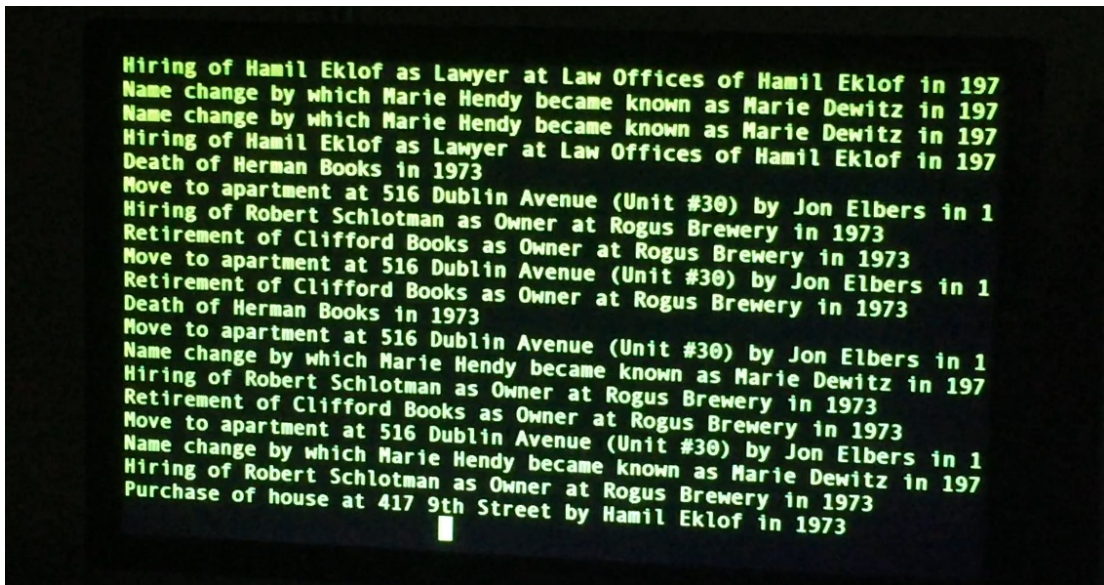 Hiring of Hamil Eklof as Lawyer at Law Offices of Hamil Eklof in 197
Name change by which Marie Hendy became known as Marie Dewitz in 197
Name change by which Marie Hendy became known as Marie Dewitz in 197
Hiring of Hamil Eklof as Lawyer at Law Offices of Hamil Eklof in 197
Death of Herman Books in 1973
Move to apartment at 516 Dublin Avenue (Unit #30) by Jon Elbers in 1
Hiring of Robert Schlotman as Owner at Rogus Brewery in 1973
Retirement of Clifford Books as Owner at Rogus Brewery in 1973
Move to apartment at 516 Dublin Avenue (Unit #30) by Jon Elbers in 1
Retirement of Clifford Books as Owner at Rogus Brewery in 1973
Death of Herman Books in 1973
Move to apartment at 516 Dublin Avenue (Unit #30) by Jon Elbers in 1
Name change by which Marie Hendy became known as Marie Dewitz in 197
Hiring of Robert Schlotman as Owner at Rogus Brewery in 1973
Retirement of Clifford Books as Owner at Rogus Brewery in 1973
Move to apartment at 516 Dublin Avenue (Unit #30) by Jon Elbers in 1
Name change by which Marie Hendy became known as Marie Dewitz in 197
Hiring of Robert Schlotman as Owner at Rogus Brewery in 1973
Purchase of house at 417 9th Street by Hamil Eklof in 1973